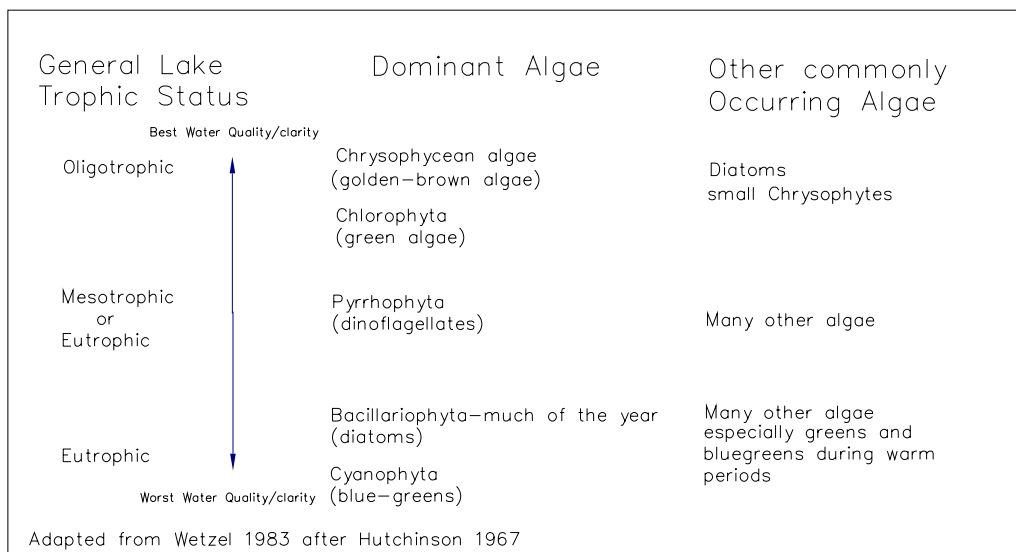 General Lake
Trophic Status
Dominant Algae
Other commonly
Occurring Algae
Best Water Quality/clarity
Oligotrophic
Chrysophycean algae
(golden-brown algae)
Diatoms
small Chrysophytes
Chlorophyta
(green algae)
Mesotrophic
or
Eutrophic
Pyrrhophyta
(dinoflagellates)
Many other algae
Eutrophic
Bacillariophyta-much of the year
(diatoms)
Many other algae
especially greens and
bluegreens during warm
periods
Cyanophyta
(blue-greens)
Worst Water Quality/clarity
Adapted from Wetzel 1983 after Hutchinson 1967